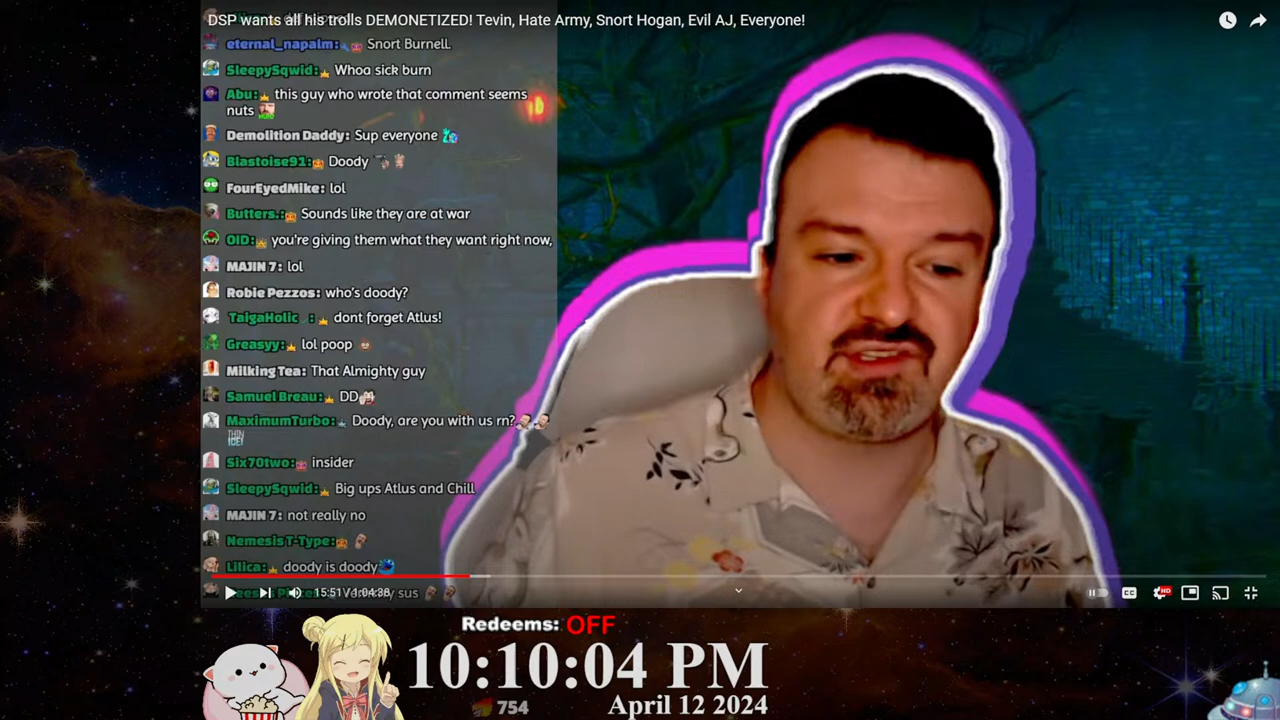 DSP wants all his trolls DEMONETIZED! Tevin, Hate Army, Snort Hogan, Evil AJ, Everyone!
eternal_napalm: Snort Burnell
SleepySqwid: Whoa sick burn
Abu: this guy who wrote that comment seems
nuts
Demolition Daddy: Sup everyone
Blastoise91: Doody
FourEyedMike: lol
Butters.: Sounds like they are at war
OID: you're giving them what they want right now,
MAJIN 7: lol
Robie Pezzos: who's doody?
TaigaHolic : dont forget Atlus!
Greasyy: lol poop
Milking Tea: That Almighty guy
Samuel Breau: DD
MaximumTurbo: Doody, are you with us rn?
THIN
ICE!
Six70two: insider
SleepySqwid: Big ups Atlus and Chill
MAJIN 7: not really no
Nemesis T-Type:
Lilica: doody is doody
15:51 / 1:04:38 sus
CC HD
Redeems: OFF
10:10:04 PM
754 April 12 2024